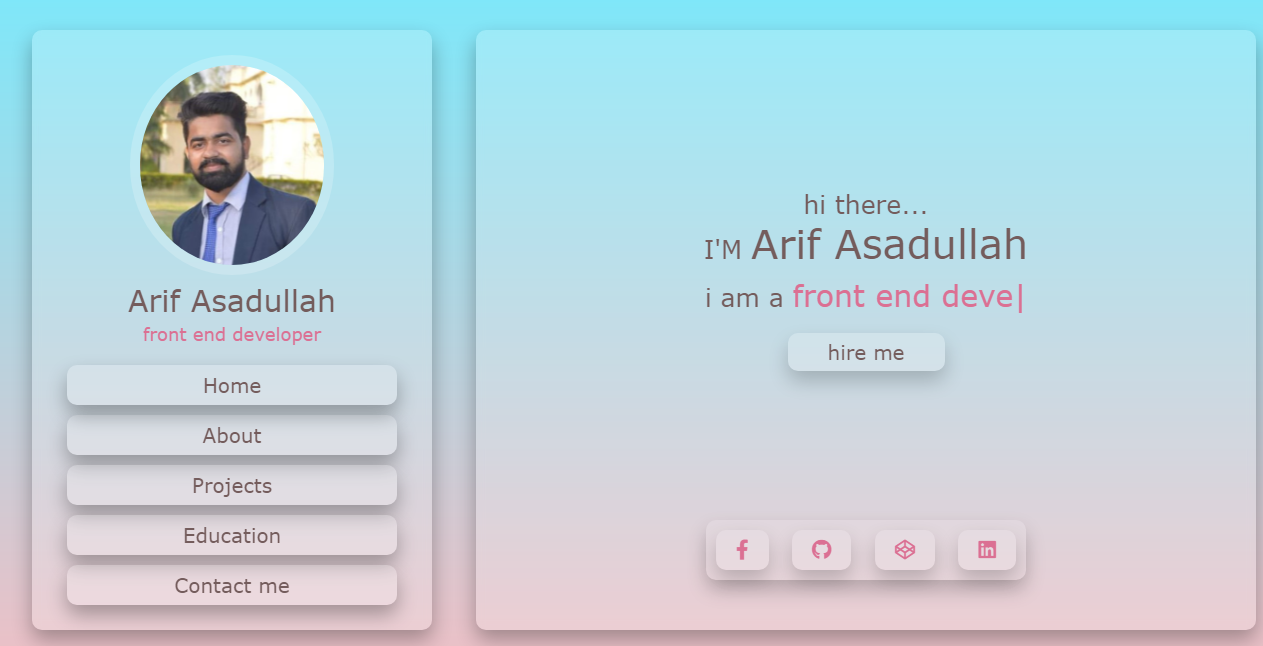 Arif Asadullah
front end developer
Home
About
Projects
Education
Contact me
hi there...
I'M Arif Asadullah
i am a front end deve|
hire me